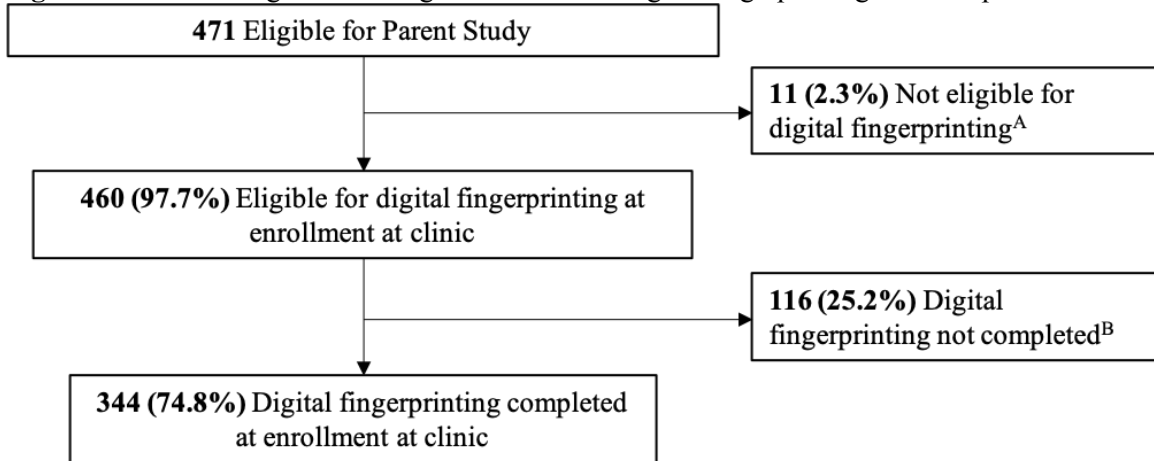 471 Eligible for Parent Study
11 (2.3%) Not eligible for
digital fingerprintingA
460 (97.7%) Eligible for digital fingerprinting at
enrollment at clinic
116 (25.2%) Digital
fingerprinting not completedB
344 (74.8%) Digital fingerprinting completed
at enrollment at clinic